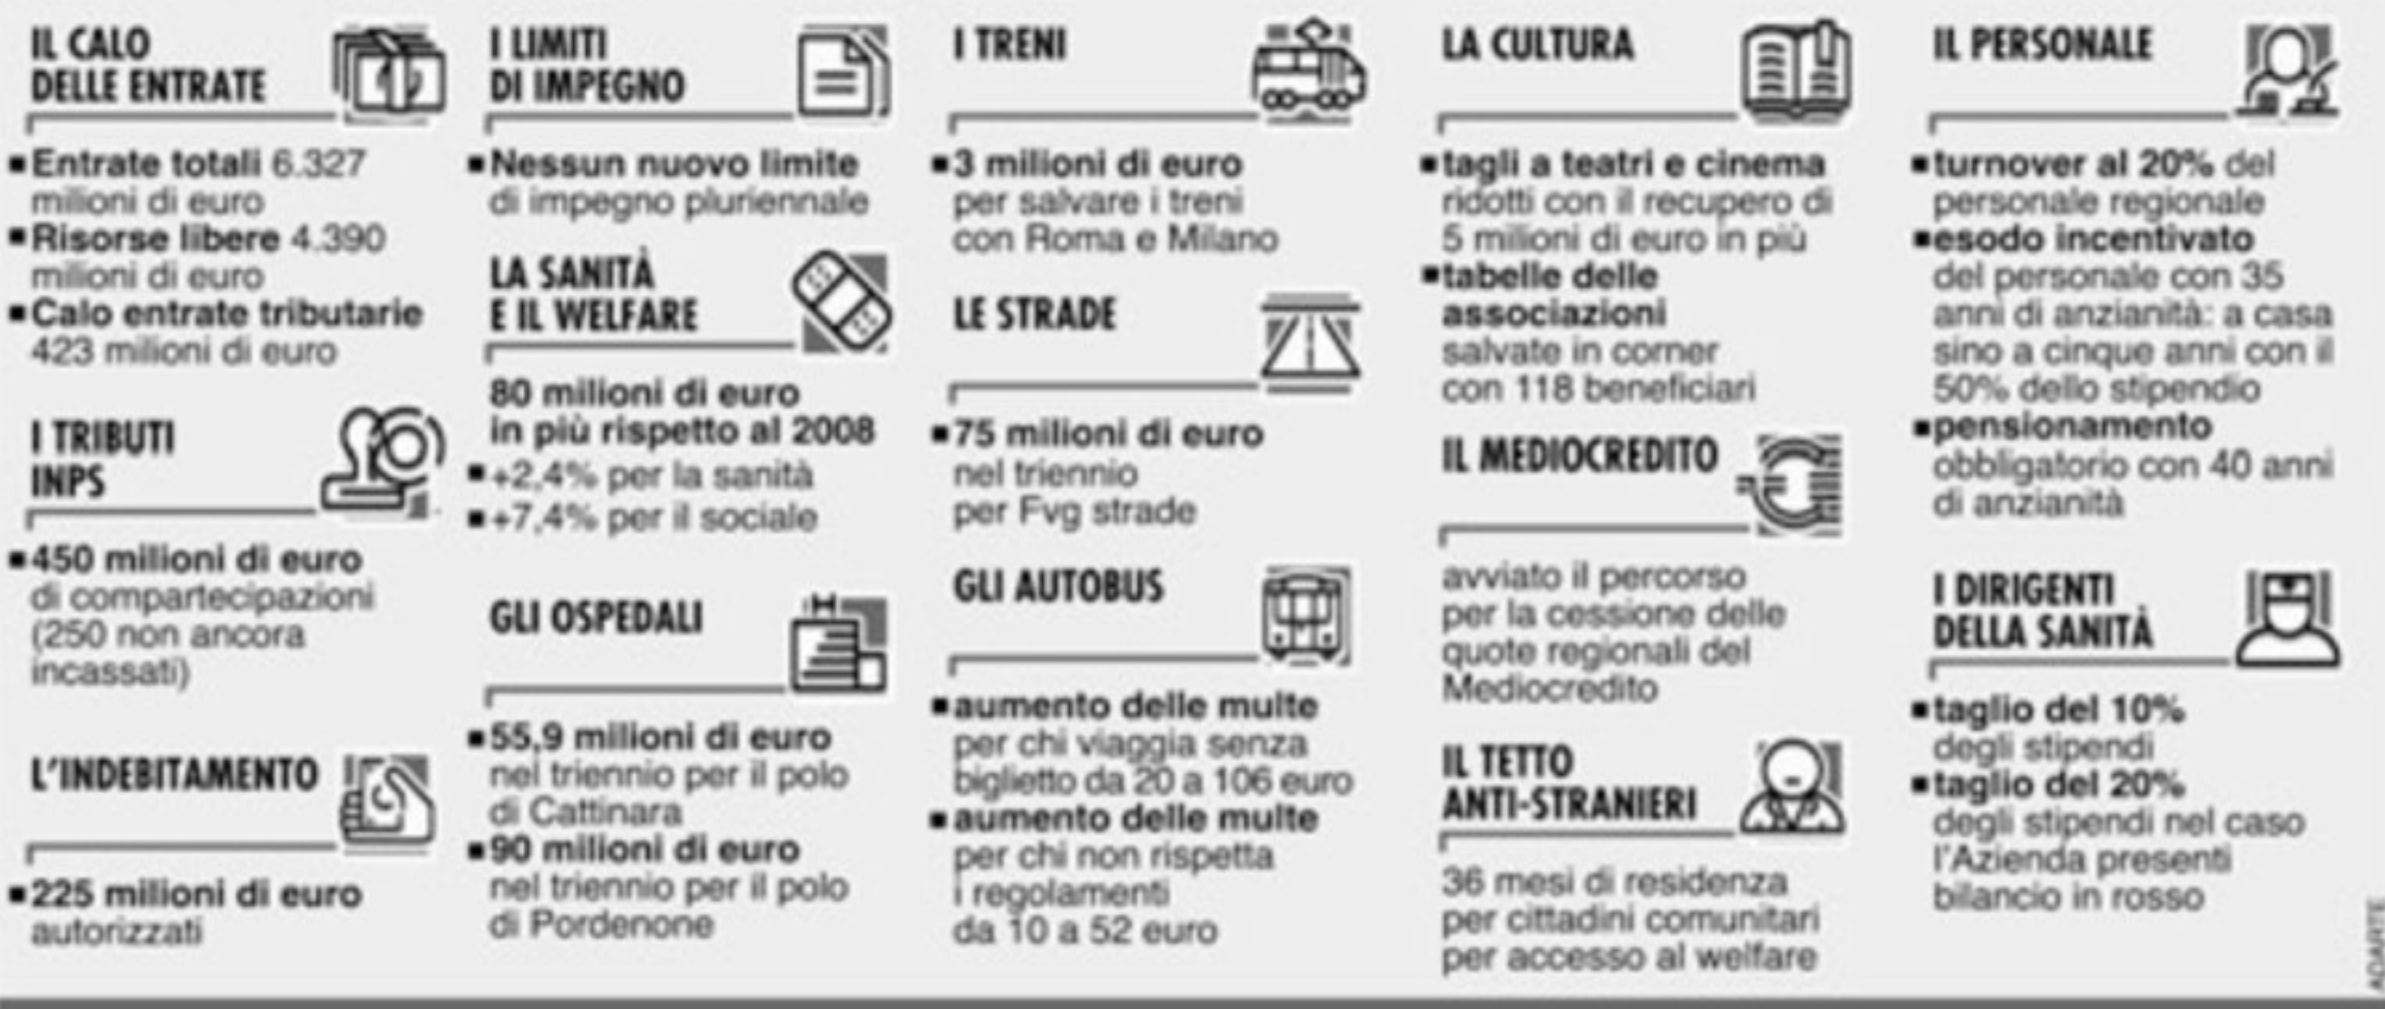 IL CALO
DELLE ENTRATE
Entrate totali 6.327
milioni di euro
Risorse libere 4.390
milioni di euro
Calo entrate tributarie
423 milioni di euro
I TRIBUTI
INPS
450 milioni di euro
di compartecipazioni
(250 non ancora
incassati)
L'INDEBITAMENTO
225 milioni di euro
autorizzati
I LIMITI
DI IMPEGNO
Nessun nuovo limite
di impegno pluriennale
LA SANITÀ
E IL WELFARE
80 milioni di euro
in più rispetto al 2008
+2,4% per la sanità
+7,4% per il sociale
GLI OSPEDALI
55,9 milioni di euro
nel triennio per il polo
di Cattinara
90 milioni di euro
nel triennio per il polo
di Pordenone
I TRENI
3 milioni di euro
per salvare i treni
con Roma e Milano
LE STRADE
75 milioni di euro
nel triennio
per Fvg strade
GLI AUTOBUS
aumento delle multe
per chi viaggia senza
biglietto da 20 a 106 euro
aumento delle multe
per chi non rispetta
i regolamenti
da 10 a 52 euro
LA CULTURA
tagli a teatri e cinema
ridotti con il recupero di
5 milioni di euro in più
tabelle delle
associazioni
salvate in corner
con 118 beneficiari
IL MEDIOCREDITO
avviato il percorso
per la cessione delle
quote regionali del
Mediocredito
IL TETTO
ANTI-STRANIERI
36 mesi di residenza
per cittadini comunitari
per accesso al welfare
IL PERSONALE
turnover al 20% del
personale regionale
esodo incentivato
del personale con 35
anni di anzianità: a casa
sino a cinque anni con il
50% dello stipendio
pensionamento
obbligatorio con 40 anni
di anzianità
I DIRIGENTI
DELLA SANITÀ
taglio del 10%
degli stipendi
taglio del 20%
degli stipendi nel caso
l'Azienda presenti
bilancio in rosso
ADARTE